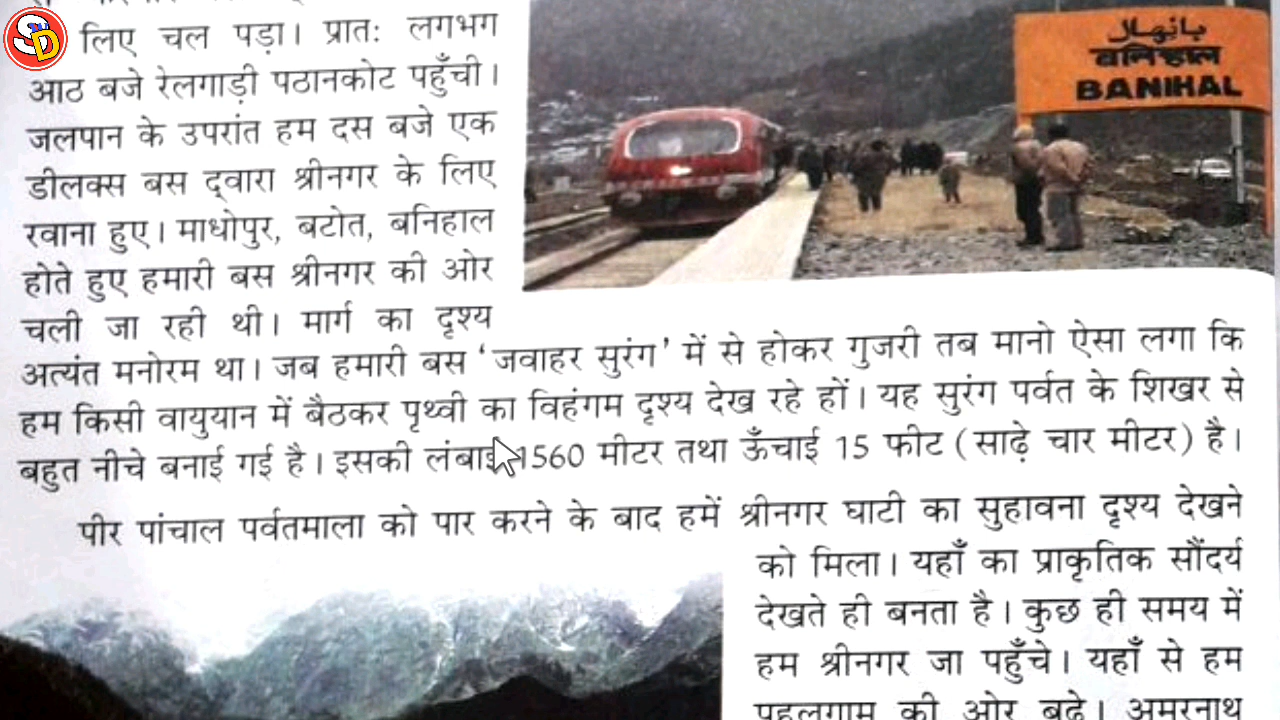 SD
लिए चल पड़ा। प्रातः लगभग
आठ बजे रेलगाड़ी पठानकोट पहुँची।
जलपान के उपरांत हम दस बजे एक
डीलक्स बस द्वारा श्रीनगर के लिए
रवाना हुए। माधोपुर, बटोत, बनिहाल
होते हुए हमारी बस श्रीनगर की ओर
चली जा रही थी। मार्ग का दृश्य
بانہال
बनिहाल
BANIHAL
अत्यंत मनोरम था। जब हमारी बस ‘जवाहर सुरंग’ में से होकर गुजरी तब मानो ऐसा लगा कि
हम किसी वायुयान में बैठकर पृथ्वी का विहंगम दृश्य देख रहे हों। यह सुरंग पर्वत के शिखर से
बहुत नीचे बनाई गई है। इसकी लंबाई 1560 मीटर तथा ऊँचाई 15 फीट (साढ़े चार मीटर) है।
पीर पांचाल पर्वतमाला को पार करने के बाद हमें श्रीनगर घाटी का सुहावना दृश्य देखने
को मिला। यहाँ का प्राकृतिक सौंदर्य
देखते ही बनता है। कुछ ही समय में
हम श्रीनगर जा पहुँचे। यहाँ से हम
पहलगाम की ओर बढ़े। अमरनाथ